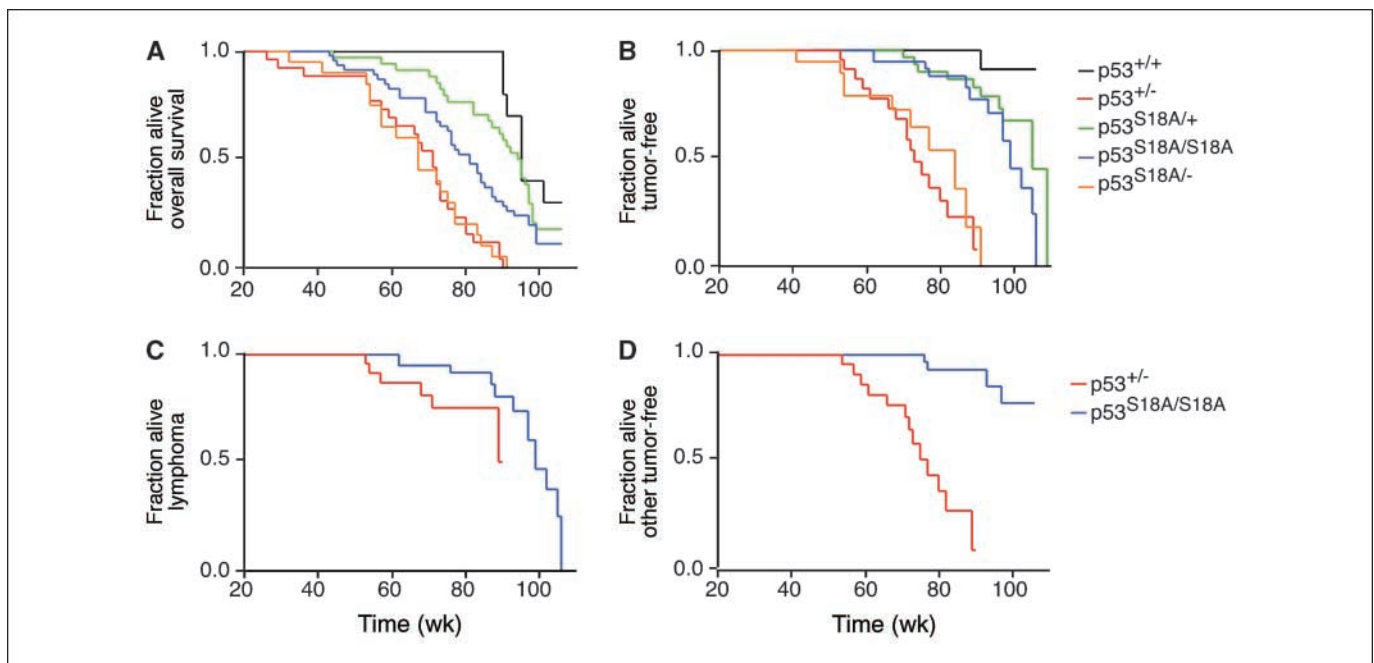 A
1.0
0.5
0.0
Fraction alive
overall survival
20 40 60 80 100
B
1.0
0.5
0.0
Fraction alive
tumor-free
20 40 60 80 100
p53+/+
p53+/-
p53S18A/+
p53S18A/S18A
p53S18A/-
C
1.0
0.5
0.0
Fraction alive
lymphoma
20 40 60 80 100
Time (wk)
D
1.0
0.5
0.0
Fraction alive
other tumor-free
20 40 60 80 100
Time (wk)
p53+/-
p53S18A/S18A